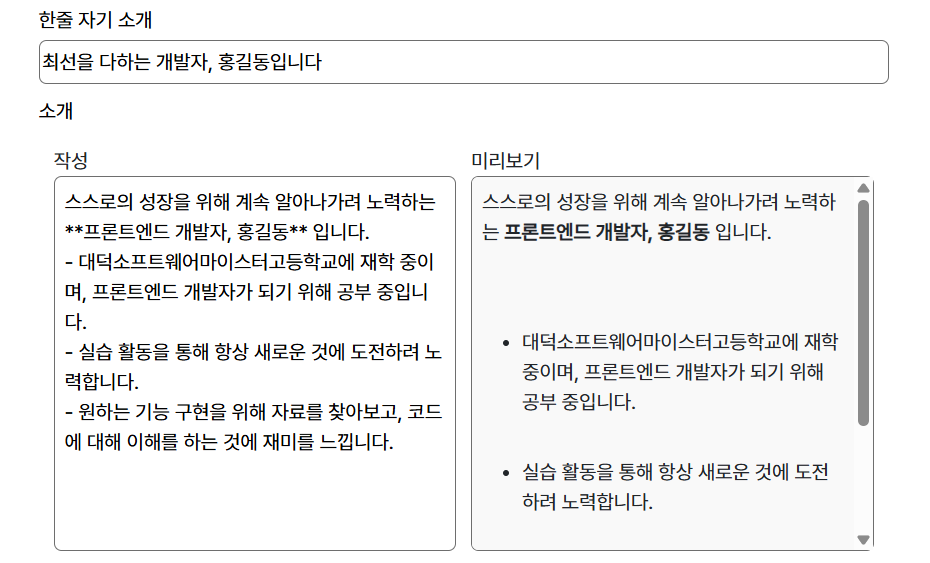 한줄 자기 소개
최선을 다하는 개발자, 홍길동입니다
소개
작성
스스로의 성장을 위해 계속 알아나가려 노력하는
**프론트엔드 개발자, 홍길동** 입니다.
- 대덕소프트웨어마이스터고등학교에 재학 중이
며, 프론트엔드 개발자가 되기 위해 공부 중입니
다.
- 실습 활동을 통해 항상 새로운 것에 도전하려 노
력합니다.
- 원하는 기능 구현을 위해 자료를 찾아보고, 코드
에 대해 이해를 하는 것에 재미를 느낍니다.
미리보기
스스로의 성장을 위해 계속 알아나가려 노력하
는 프론트엔드 개발자, 홍길동 입니다.
• 대덕소프트웨어마이스터고등학교에 재학
중이며, 프론트엔드 개발자가 되기 위해
공부 중입니다.
• 실습 활동을 통해 항상 새로운 것에 도전
하려 노력합니다.